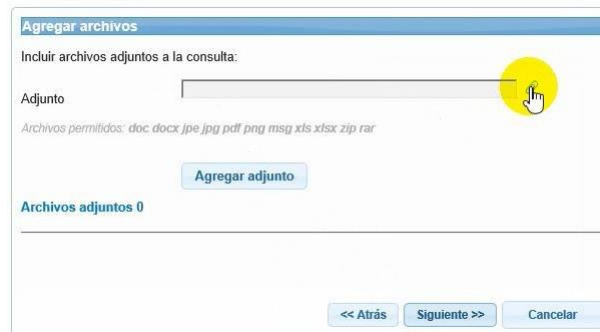 Agregar archivos
Incluir archivos adjuntos a la consulta:
Adjunto
Archivos permitidos: doc docx jpe jpg pdf png msg xls xlsx zip rar
Agregar adjunto
Archivos adjuntos 0
<< Atrás Siguiente >> Cancelar